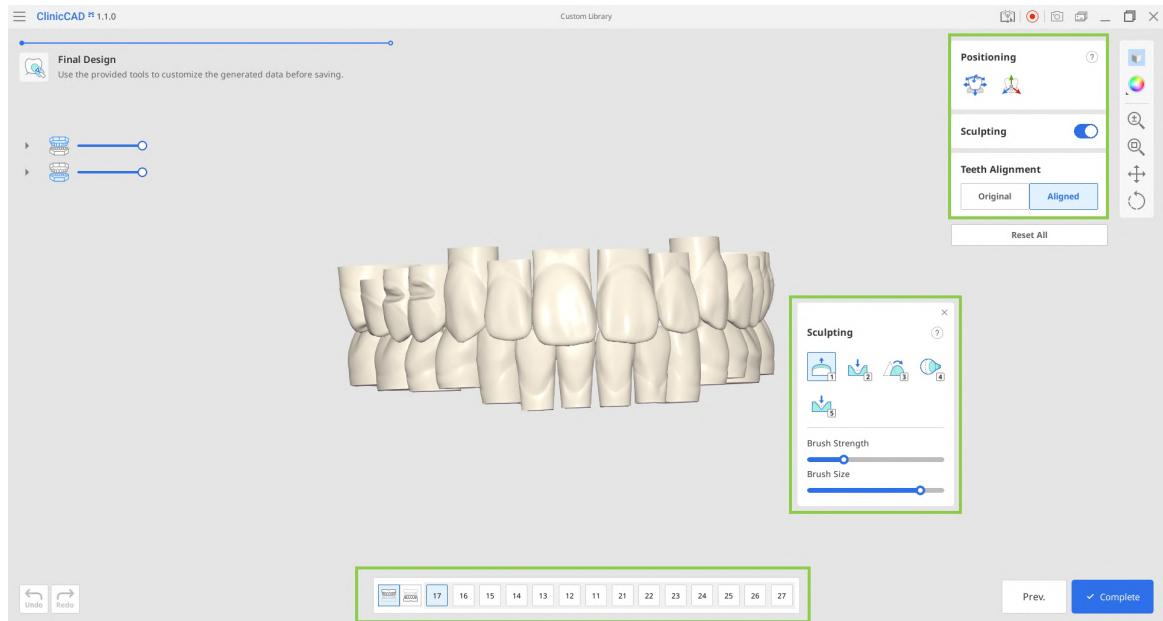 ClinicCAD 1.1.0
Custom Library
Final Design
Use the provided tools to customize the generated data before saving.
Positioning
?
Sculpting
Teeth Alignment
Original Aligned
Reset All
Sculpting
?
1 2 3 4
5
Brush Strength
Brush Size
Undo Redo
17 16 15 14 13 12 11 21 22 23 24 25 26 27
Prev. Complete